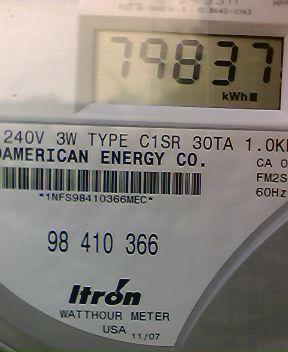 79837
kWh
240V 3W TYPE C1SR 30TA 1.0K
DAMERICAN ENERGY CO.
CA 0
FM2S
*1NFS98410366MEC*
60Hz
98 410 366
Itron
WATTHOUR METER
USA 11/07